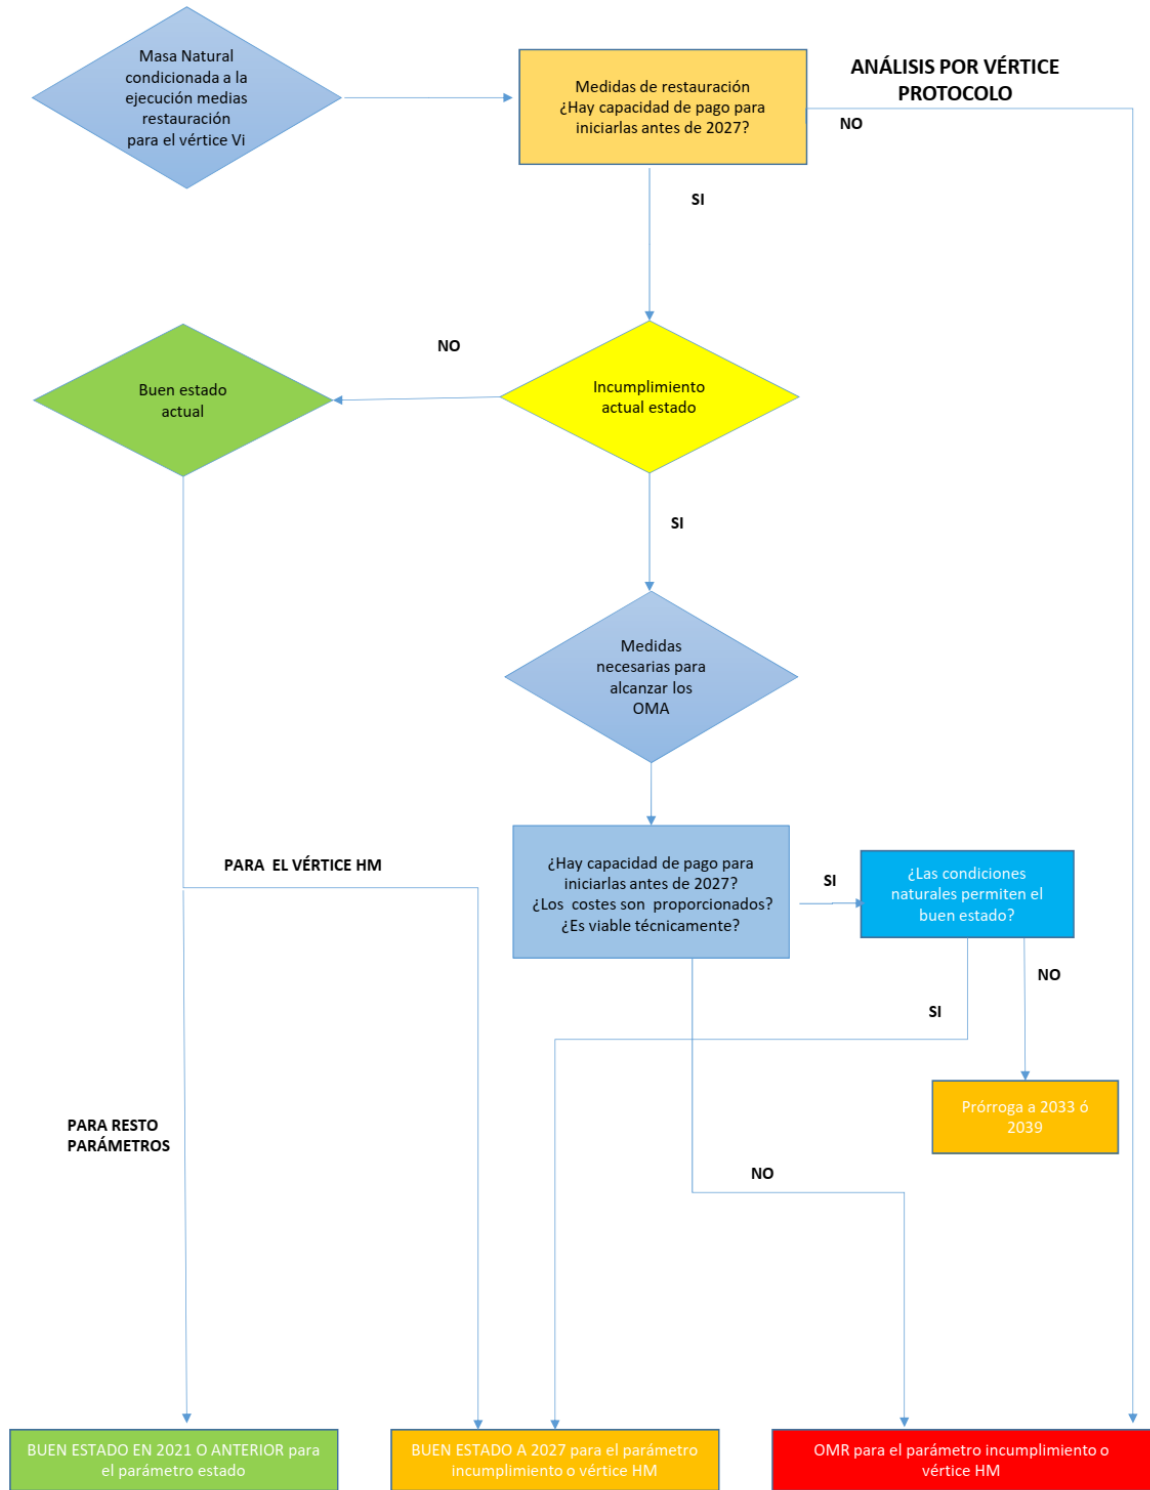 Masa Natural
condicionada a la
ejecución medias
restauración
para el vértice Vi
Medidas de restauración
¿Hay capacidad de pago para
iniciarlas antes de 2027?
ANÁLISIS POR VÉRTICE
PROTOCOLO
NO
SI
NO
Buen estado
actual
Incumplimiento
actual estado
SI
Medidas
necesarias para
alcanzar los
OMA
PARA EL VÉRTICE HM
¿Hay capacidad de pago para
iniciarlas antes de 2027?
¿Los costes son proporcionados?
¿Es viable técnicamente?
SI
¿Las condiciones
naturales permiten el
buen estado?
NO
SI
Prórroga a 2033 ó
2039
PARA RESTO
PARÁMETROS
NO
BUEN ESTADO EN 2021 O ANTERIOR para
el parámetro estado
BUEN ESTADO A 2027 para el parámetro
incumplimiento o vértice HM
OMR para el parámetro incumplimiento o
vértice HM